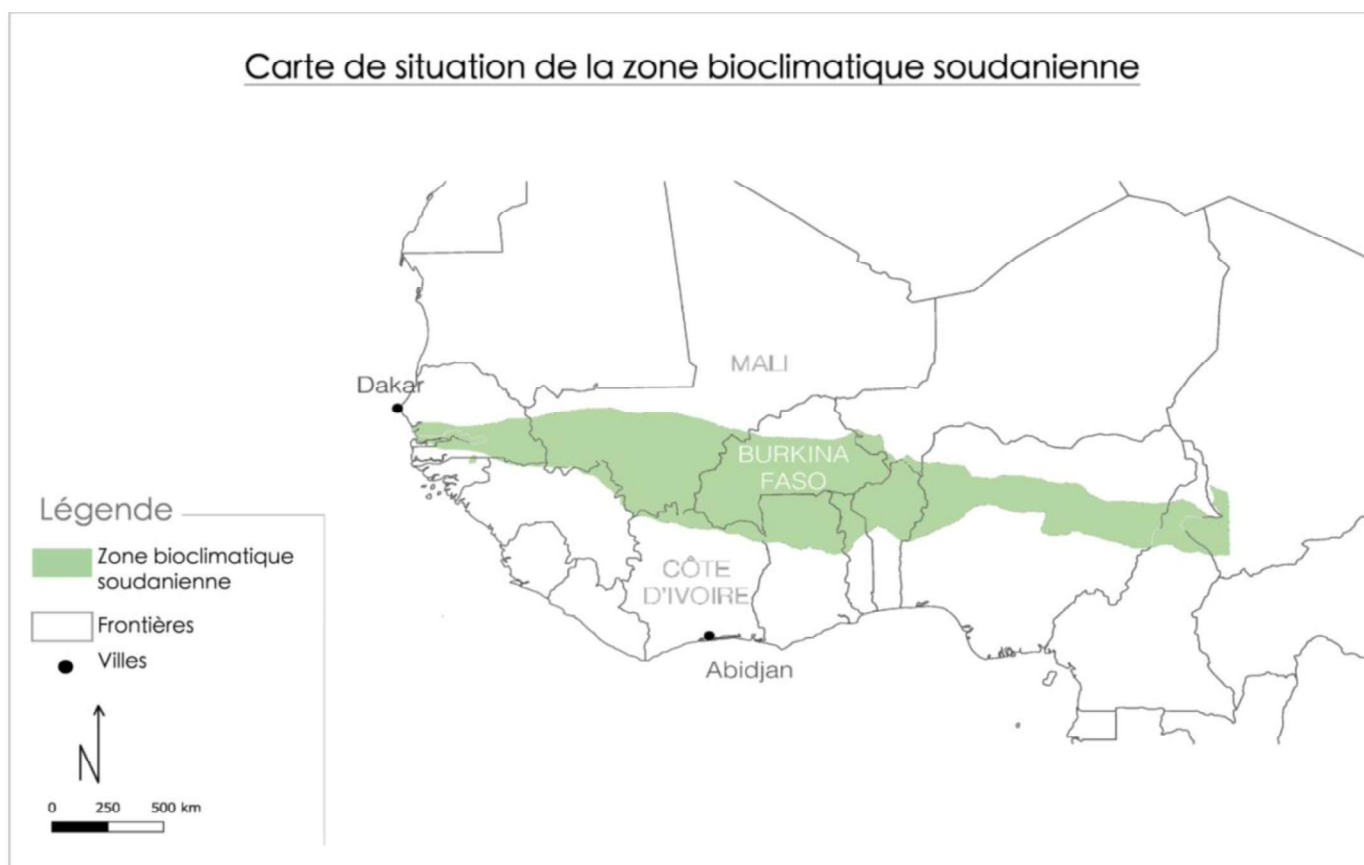 Carte de situation de la zone bioclimatique soudanienne
MALI
Dakar
BURKINA
FASO
CÔTE
D'IVOIRE
Abidjan
Légende
Zone bioclimatique
soudanienne
Frontières
Villes
N
0 250 500 km